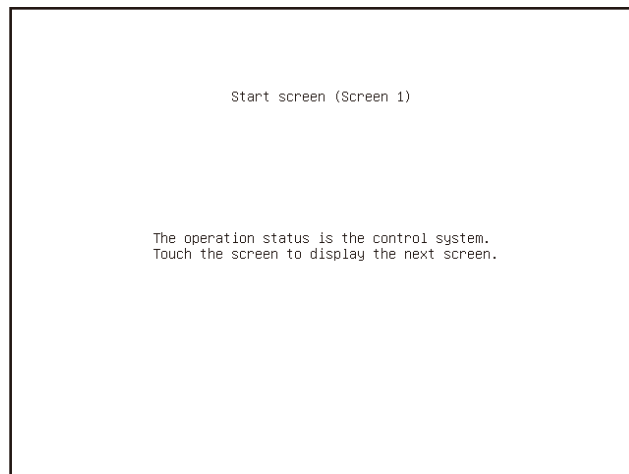 Start screen (Screen 1)
The operation status is the control system.
Touch the screen to display the next screen.